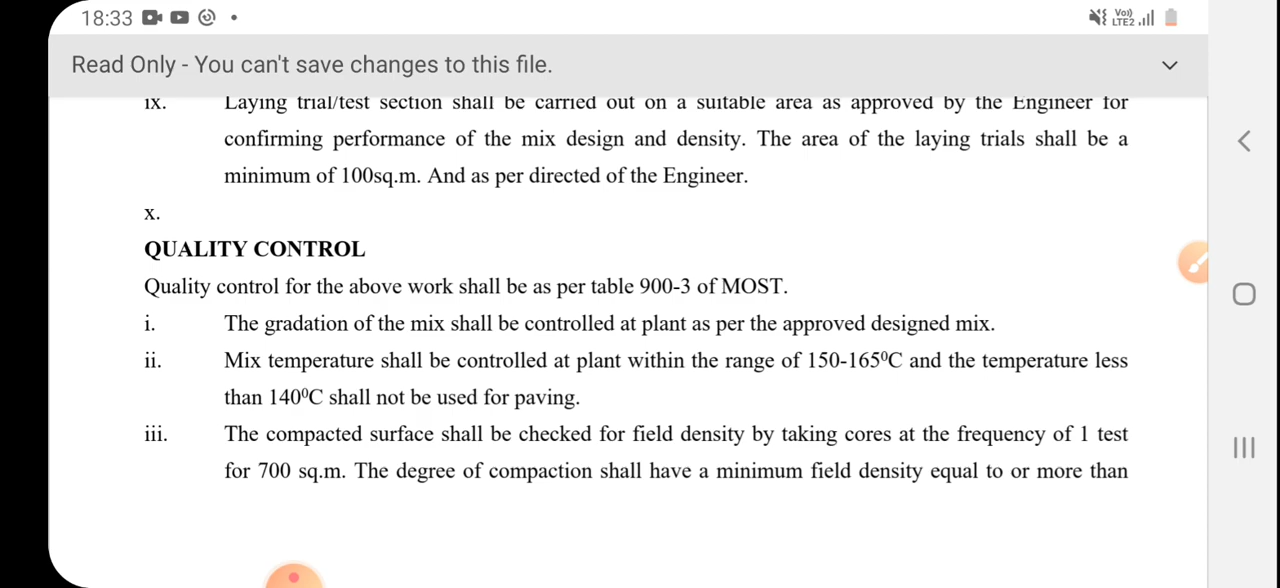 18:33
Vo))
LTE2
Read Only - You can't save changes to this file.
ix. Laying trial/test section shall be carried out on a suitable area as approved by the Engineer for
confirming performance of the mix design and density. The area of the laying trials shall be a
minimum of 100sq.m. And as per directed of the Engineer.
x.
QUALITY CONTROL
Quality control for the above work shall be as per table 900-3 of MOST.
i. The gradation of the mix shall be controlled at plant as per the approved designed mix.
ii. Mix temperature shall be controlled at plant within the range of 150-165⁰C and the temperature less
than 140⁰C shall not be used for paving.
iii. The compacted surface shall be checked for field density by taking cores at the frequency of 1 test
for 700 sq.m. The degree of compaction shall have a minimum field density equal to or more than